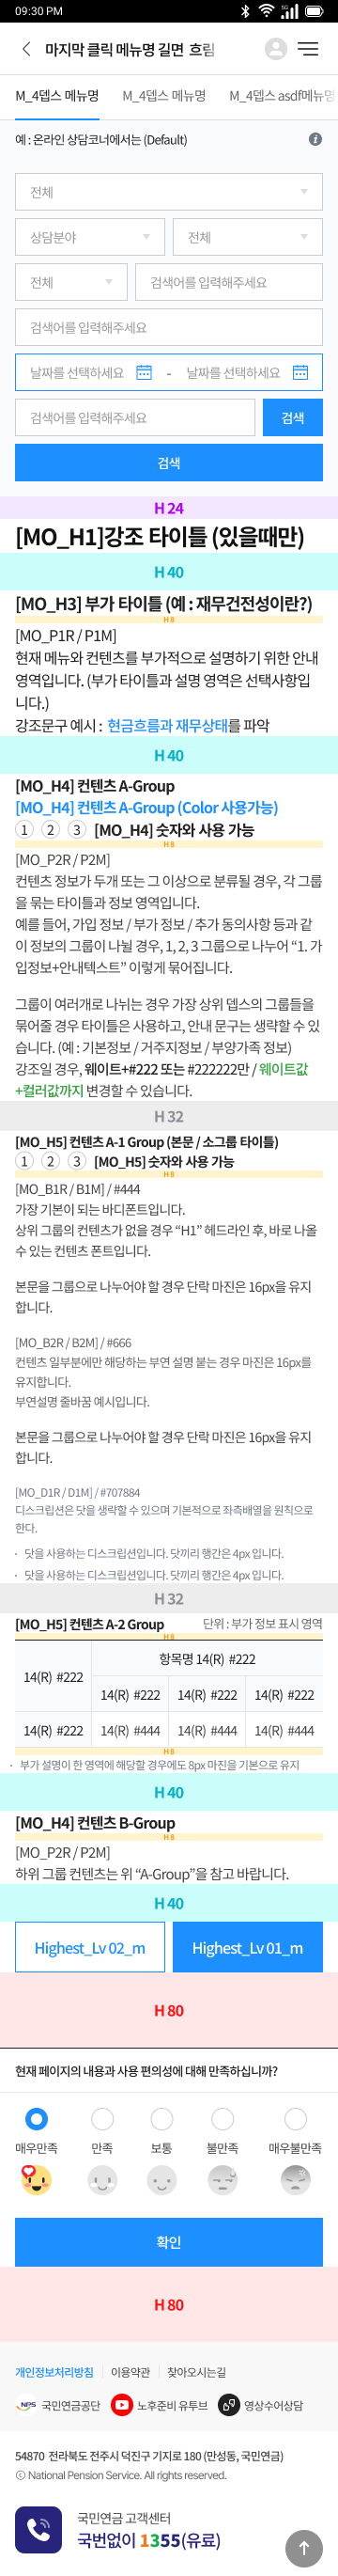 09:30 PM
마지막 클릭 메뉴명 길면 흐림
M_4뎁스 메뉴명 M_4뎁스 메뉴명 M_4뎁스 asdf메뉴명
예 : 온라인 상담코너에서는 (Default)
전체
상담분야 전체
전체 검색어를 입력해주세요
검색어를 입력해주세요
날짜를 선택하세요 - 날짜를 선택하세요
검색어를 입력해주세요 검색
검색
H 24
[MO_H1]강조 타이틀 (있을때만)
H 40
[MO_H3] 부가 타이틀 (예 : 재무건전성이란?)
H 8
[MO_P1R / P1M]
현재 메뉴와 컨텐츠를 부가적으로 설명하기 위한 안내
영역입니다. (부가 타이틀과 설명 영역은 선택사항입
니다.)
강조문구 예시 : 현금흐름과 재무상태를 파악
H 40
[MO_H4] 컨텐츠 A-Group
[MO_H4] 컨텐츠 A-Group (Color 사용가능)
1 2 3 [MO_H4] 숫자와 사용 가능
H 8
[MO_P2R / P2M]
컨텐츠 정보가 두개 또는 그 이상으로 분류될 경우, 각 그룹
을 묶는 타이틀과 정보 영역입니다.
예를 들어, 가입 정보 / 부가 정보 / 추가 동의사항 등과 같
이 정보의 그룹이 나뉠 경우, 1, 2, 3 그룹으로 나누어 “1. 가
입정보+안내텍스트” 이렇게 묶어집니다.
그룹이 여러개로 나뉘는 경우 가장 상위 뎁스의 그룹들을
묶어줄 경우 타이틀은 사용하고, 안내 문구는 생략할 수 있
습니다. (예 : 기본정보 / 거주지정보 / 부양가족 정보)
강조일 경우, 웨이트+#222 또는 #222222만 / 웨이트값
+컬러값까지 변경할 수 있습니다.
H 32
[MO_H5] 컨텐츠 A-1 Group (본문 / 소그룹 타이틀)
1 2 3 [MO_H5] 숫자와 사용 가능
H 8
[MO_B1R / B1M] / #444
가장 기본이 되는 바디폰트입니다.
상위 그룹의 컨텐츠가 없을 경우 “H1” 헤드라인 후, 바로 나올
수 있는 컨텐츠 폰트입니다.
본문을 그룹으로 나누어야 할 경우 단락 마진은 16px을 유지
합니다.
[MO_B2R / B2M] / #666
컨텐츠 일부분에만 해당하는 부연 설명 붙는 경우 마진은 16px를
유지합니다.
부연설명 줄바꿈 예시입니다.
본문을 그룹으로 나누어야 할 경우 단락 마진은 16px을 유지
합니다.
[MO_D1R / D1M] / #707884
디스크립션은 닷을 생략할 수 있으며 기본적으로 좌측배열을 원칙으로
한다.
· 닷을 사용하는 디스크립션입니다. 닷끼리 행간은 4px 입니다.
· 닷을 사용하는 디스크립션입니다. 닷끼리 행간은 4px 입니다.
H 32
[MO_H5] 컨텐츠 A-2 Group 단위 : 부가 정보 표시 영역
H 8
14(R) #222 항목명 14(R) #222
14(R) #222 14(R) #222 14(R) #222
14(R) #222 14(R) #444 14(R) #444 14(R) #444
H 8
· 부가 설명이 한 영역에 해당할 경우에도 8px 마진을 기본으로 유지
H 40
[MO_H4] 컨텐츠 B-Group
H 8
[MO_P2R / P2M]
하위 그룹 컨텐츠는 위 “A-Group”을 참고 바랍니다.
H 40
Highest_Lv 02_m Highest_Lv 01_m
H 80
현재 페이지의 내용과 사용 편의성에 대해 만족하십니까?
매우만족 만족 보통 불만족 매우불만족
확인
H 80
개인정보처리방침 이용약관 찾아오시는길
NPS 국민연금공단 노후준비 유투브 영상수어상담
54870 전라북도 전주시 덕진구 기지로 180 (만성동, 국민연금)
ⓒ National Pension Service. All rights reserved.
국민연금 고객센터
국번없이 1355(유료)